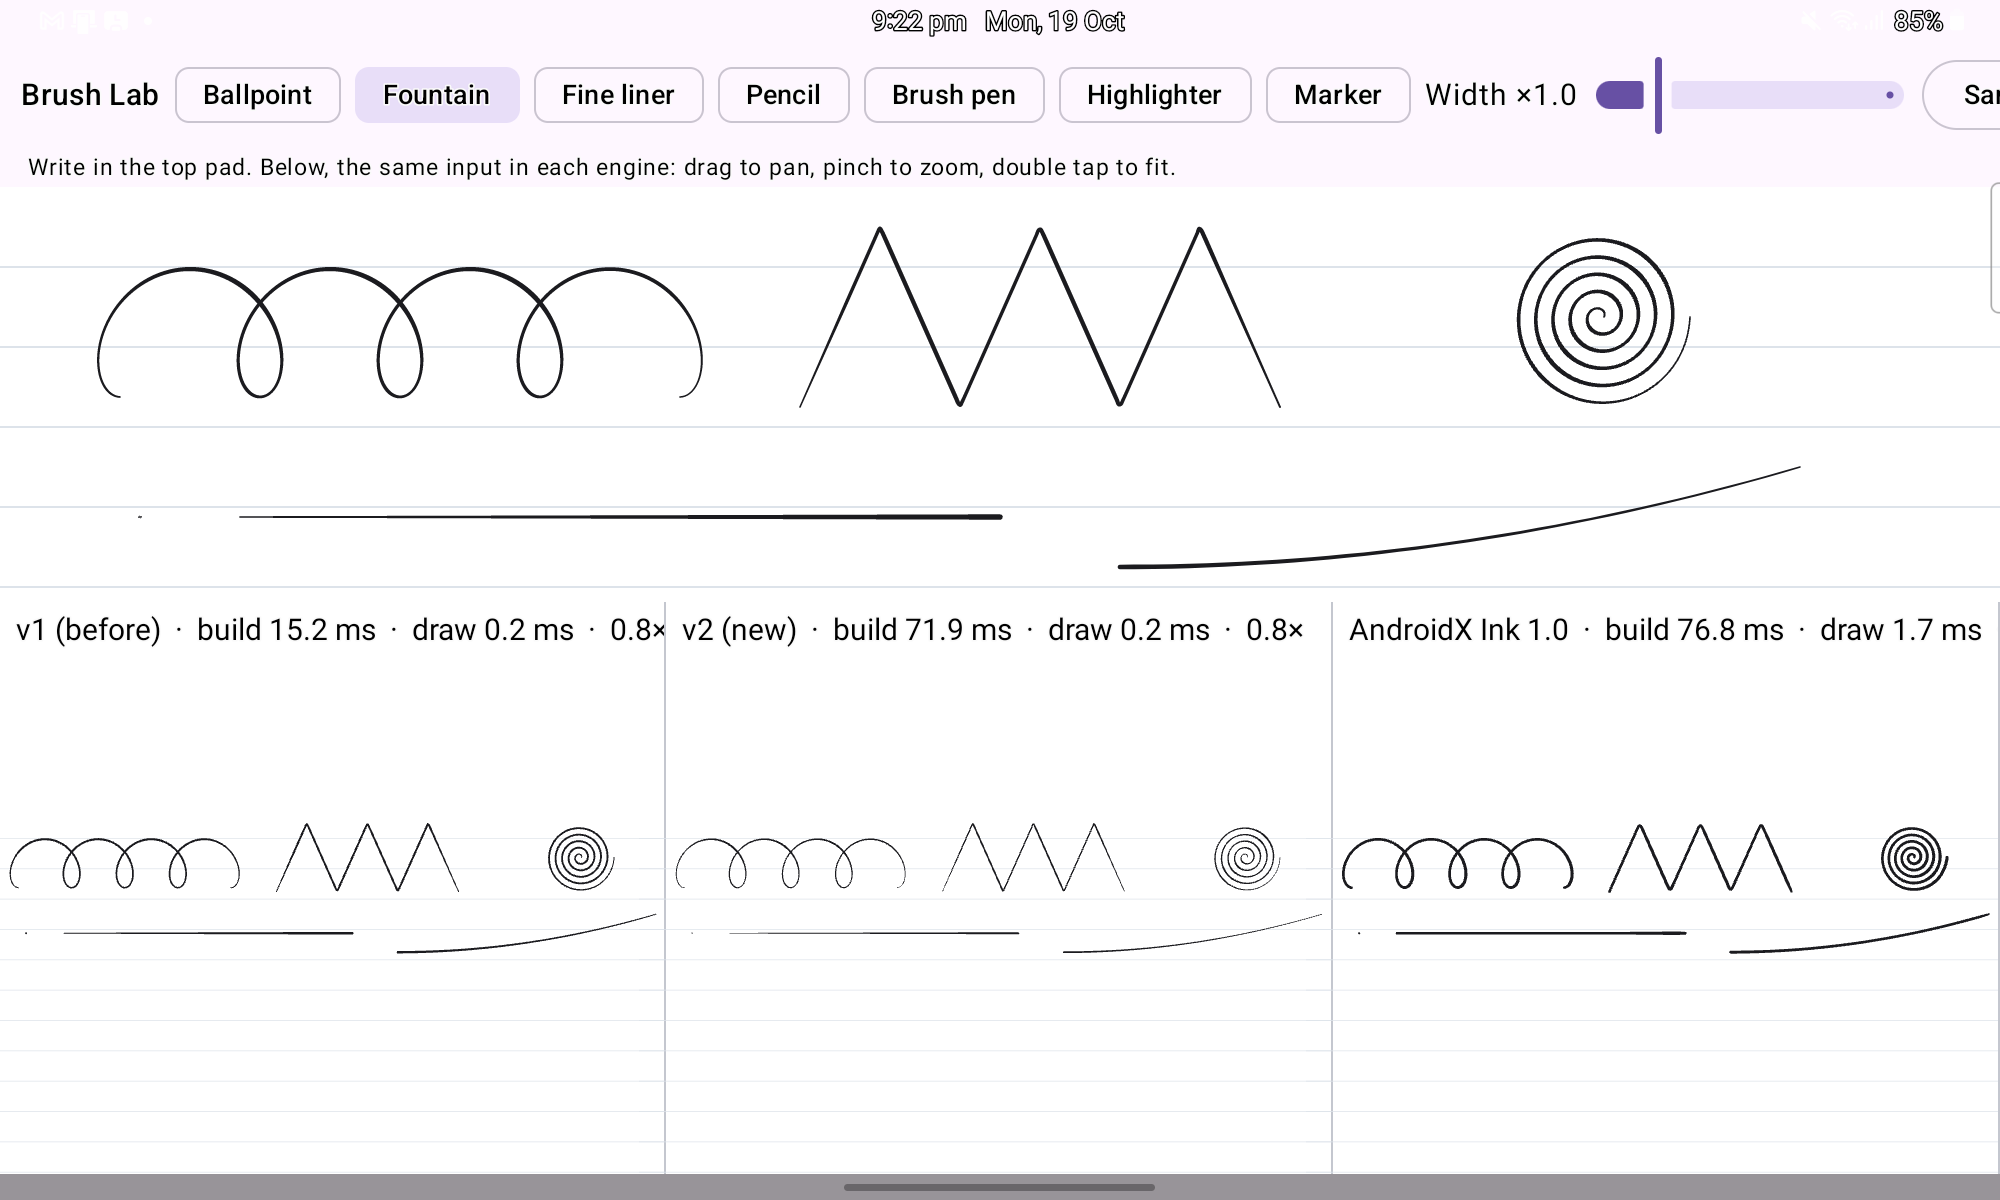 9:22 pm Mon, 19 Oct 85%
Brush Lab Ballpoint Fountain Fine liner Pencil Brush pen Highlighter Marker Width ×1.0
Write in the top pad. Below, the same input in each engine: drag to pan, pinch to zoom, double tap to fit.
v1 (before) · build 15.2 ms · draw 0.2 ms · 0.8×
v2 (new) · build 71.9 ms · draw 0.2 ms · 0.8×
AndroidX Ink 1.0 · build 76.8 ms · draw 1.7 ms